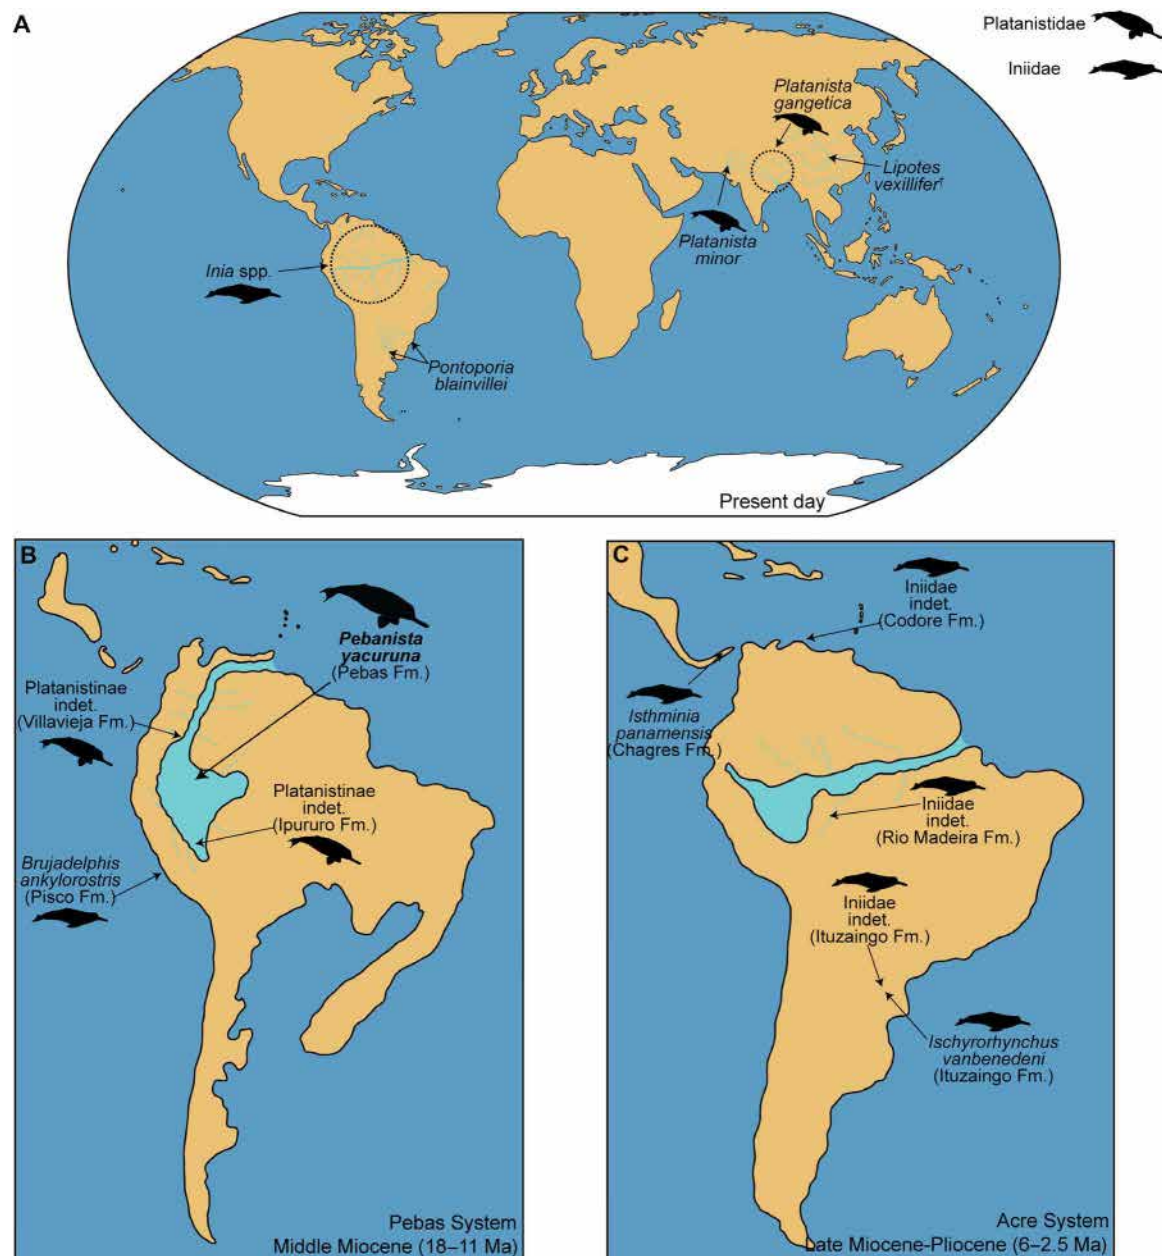 A
Platanistidae
Iniidae
Platanista
gangetica
Lipotes
vexillifer†
Platanista
minor
Inia spp.
Pontoporia
blainvillei
Present day
B
Pebanista
yacuruna
(Pebas Fm.)
Platanistinae
indet.
(Villavieja Fm.)
Platanistinae
indet.
(Ipururo Fm.)
Brujadelphis
ankylorostris
(Pisco Fm.)
Pebas System
Middle Miocene (18–11 Ma)
C
Iniidae
indet.
(Codore Fm.)
Isthminia
panamensis
(Chagres Fm.)
Iniidae
indet.
(Rio Madeira Fm.)
Iniidae
indet.
(Ituzaingo Fm.)
Ischyrorhynchus
vanbenedeni
(Ituzaingo Fm.)
Acre System
Late Miocene-Pliocene (6–2.5 Ma)